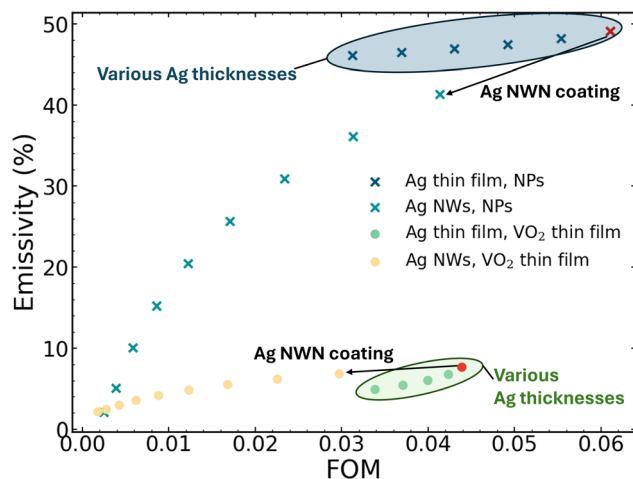 50
Various Ag thicknesses
Ag NWN coating
40
Ag thin film, NPs
Ag NWs, NPs
Ag thin film, VO₂ thin film
Ag NWs, VO₂ thin film
30
20
10
0
Emissivity (%)
Ag NWN coating
Various
Ag thicknesses
0.00 0.01 0.02 0.03 0.04 0.05 0.06
FOM